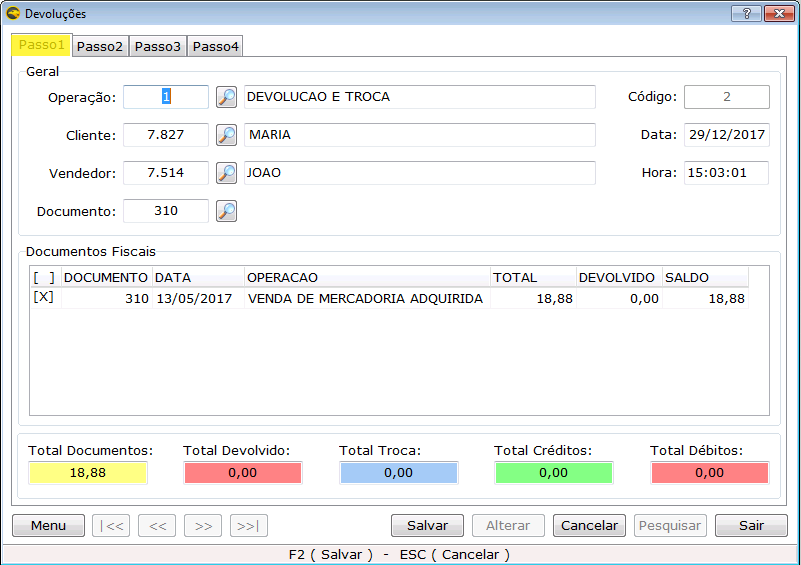 Devoluções
Passo1 Passo2 Passo3 Passo4
Geral
Operação: 1 DEVOLUCAO E TROCA Código: 2
Cliente: 7.827 MARIA Data: 29/12/2017
Vendedor: 7.514 JOAO Hora: 15:03:01
Documento: 310
Documentos Fiscais
[ ] DOCUMENTO DATA OPERACAO TOTAL DEVOLVIDO SALDO
[X] 310 13/05/2017 VENDA DE MERCADORIA ADQUIRIDA 18,88 0,00 18,88
Total Documentos: Total Devolvido: Total Troca: Total Créditos: Total Débitos:
18,88 0,00 0,00 0,00 0,00
Menu |<< << >> >>| Salvar Alterar Cancelar Pesquisar Sair
F2 ( Salvar ) - ESC ( Cancelar )